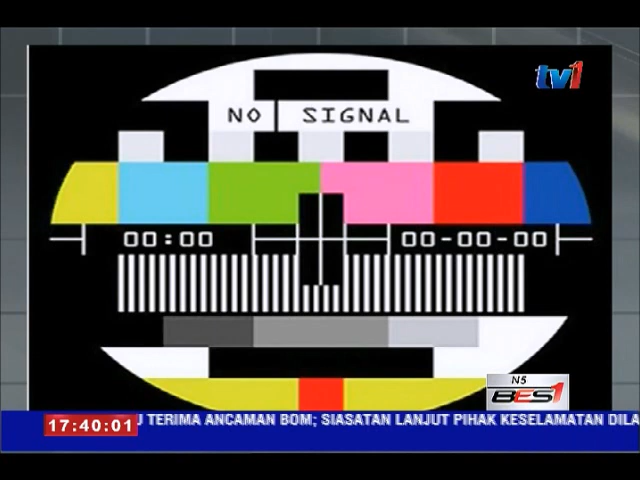 tv1
NO SIGNAL
00:00 00-00-00
N5
BES1
17:40:01 TERIMA ANCAMAN BOM; SIASATAN LANJUT PIHAK KESELAMATAN